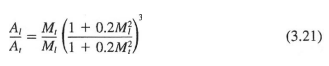 A_l/A_t = M_t/M_l ((1 + 0.2M_l^2)/(1 + 0.2M_t^2))^3 (3.21)